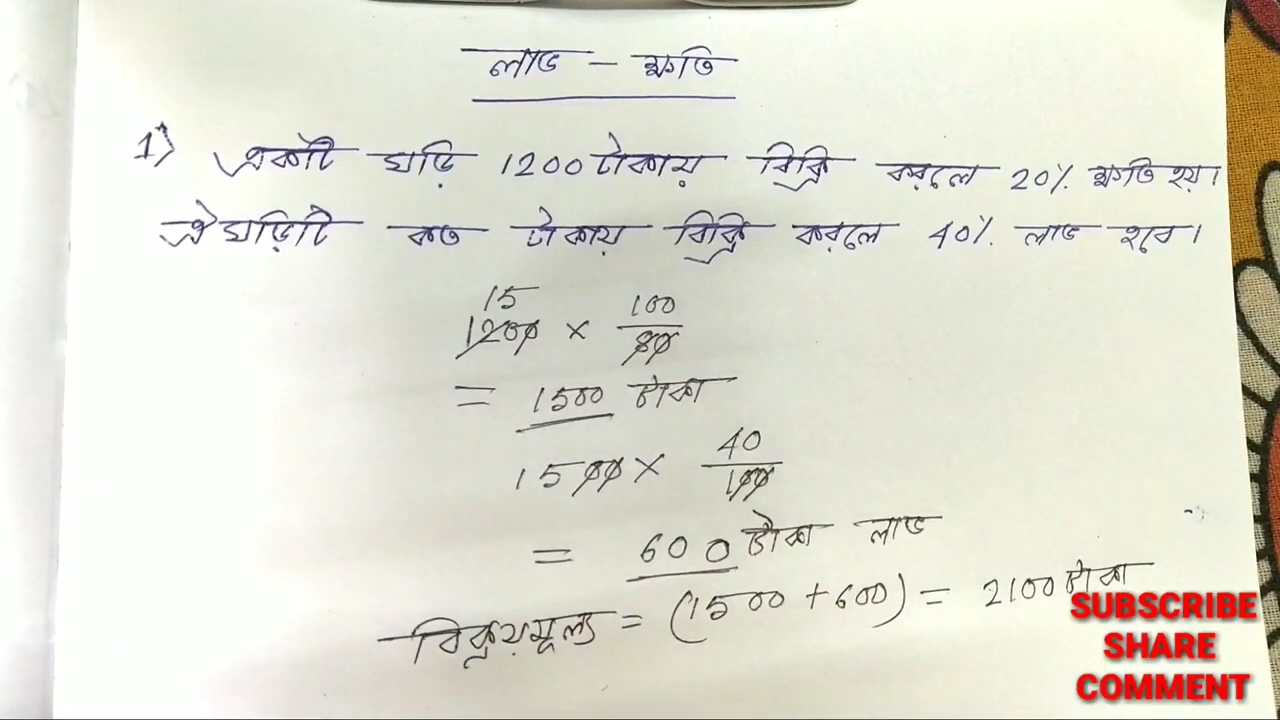 লাভ - ক্ষতি
1) একটি ঘড়ি 1200 টাকায় বিক্রি করলে 20% ক্ষতি হয়।
ঐ ঘড়িটি কত টাকায় বিক্রি করলে 40% লাভ হবে।
15
1200 × 100/80
= 1500 টাকা
1500 × 40/100
= 600 টাকা লাভ
বিক্রয়মূল্য = (1500 + 600) = 2100 টাকা
SUBSCRIBE
SHARE
COMMENT